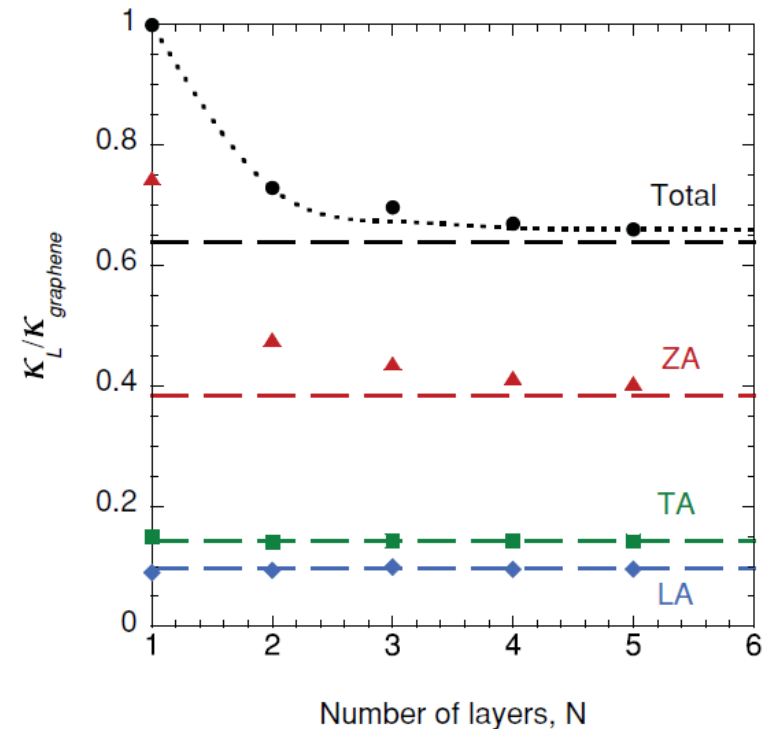 1
0.8
0.6
0.4
0.2
0
κL/κgraphene
Total
ZA
TA
LA
1 2 3 4 5 6
Number of layers, N